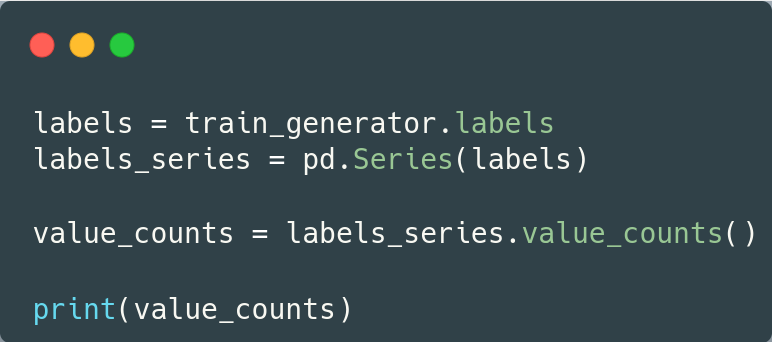 labels = train_generator.labels
labels_series = pd.Series(labels)
value_counts = labels_series.value_counts()
print(value_counts)